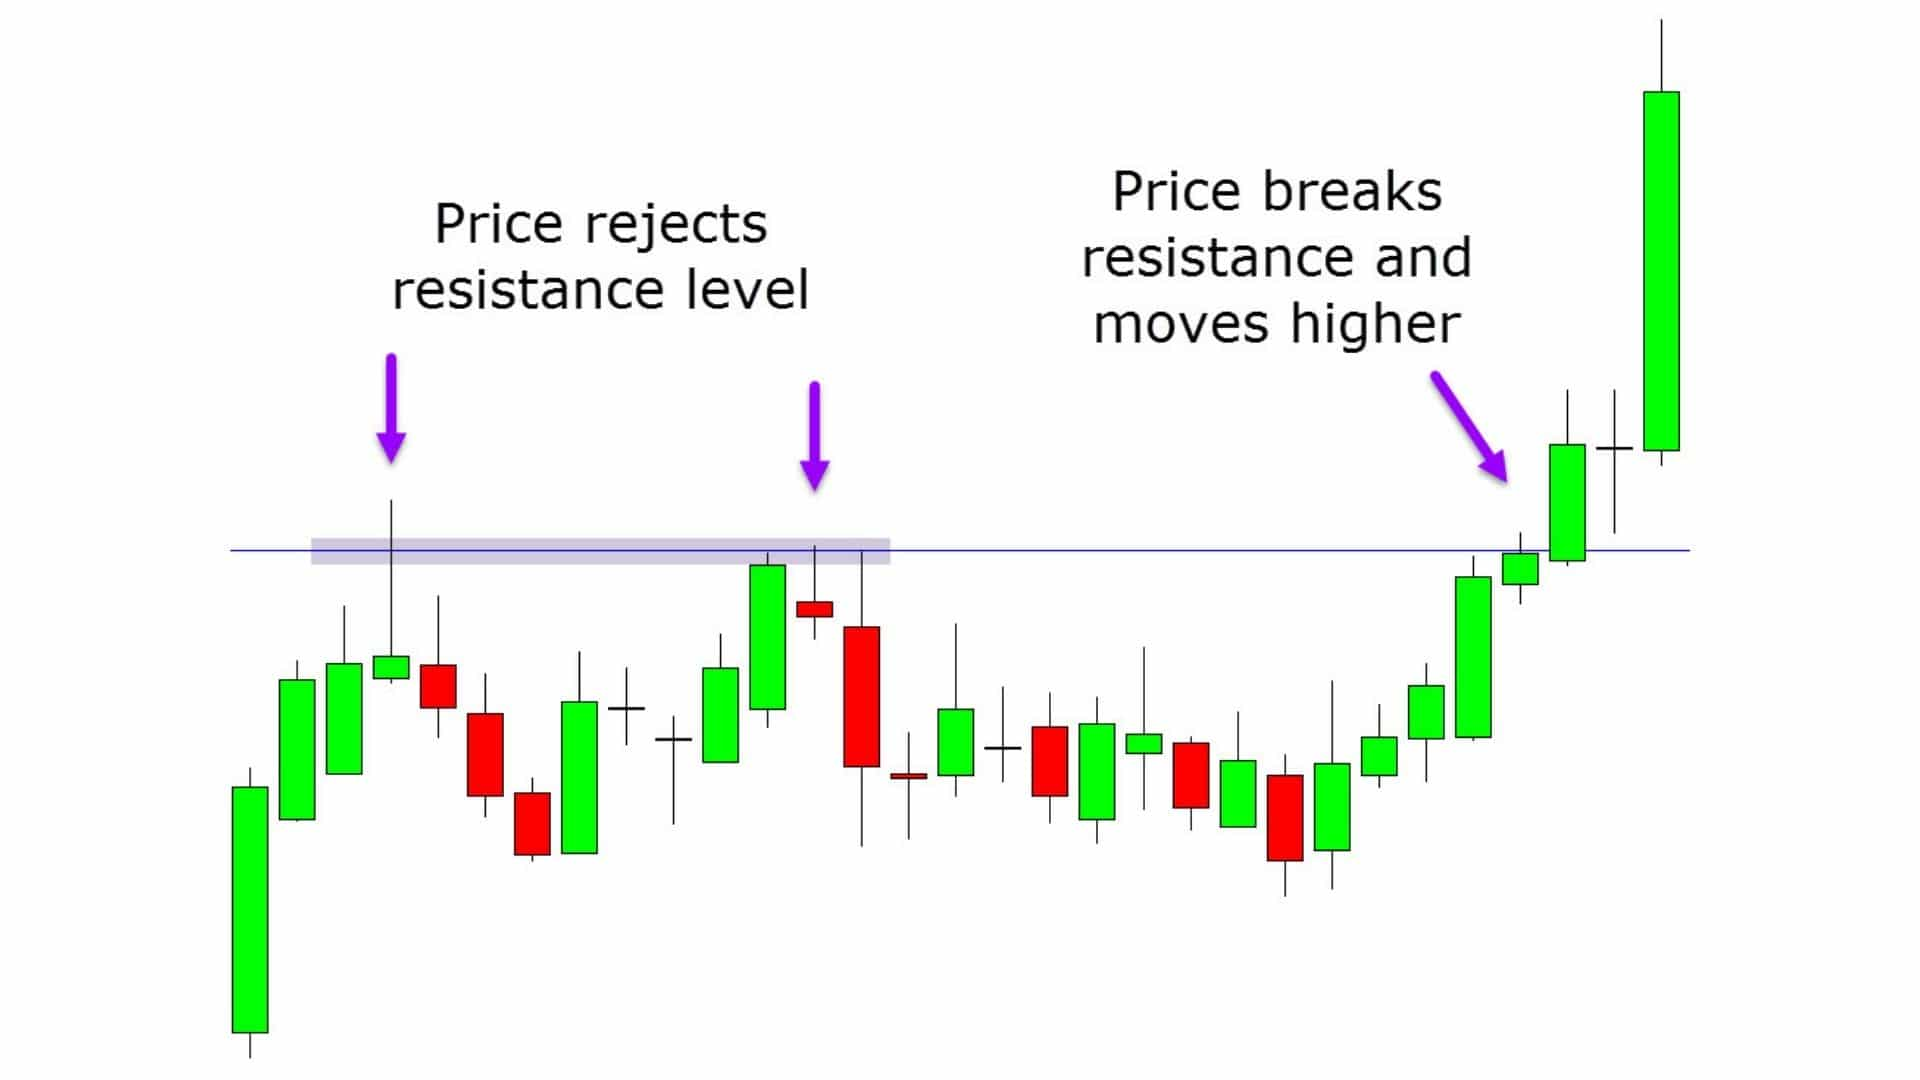 Price rejects
resistance level
Price breaks
resistance and
moves higher